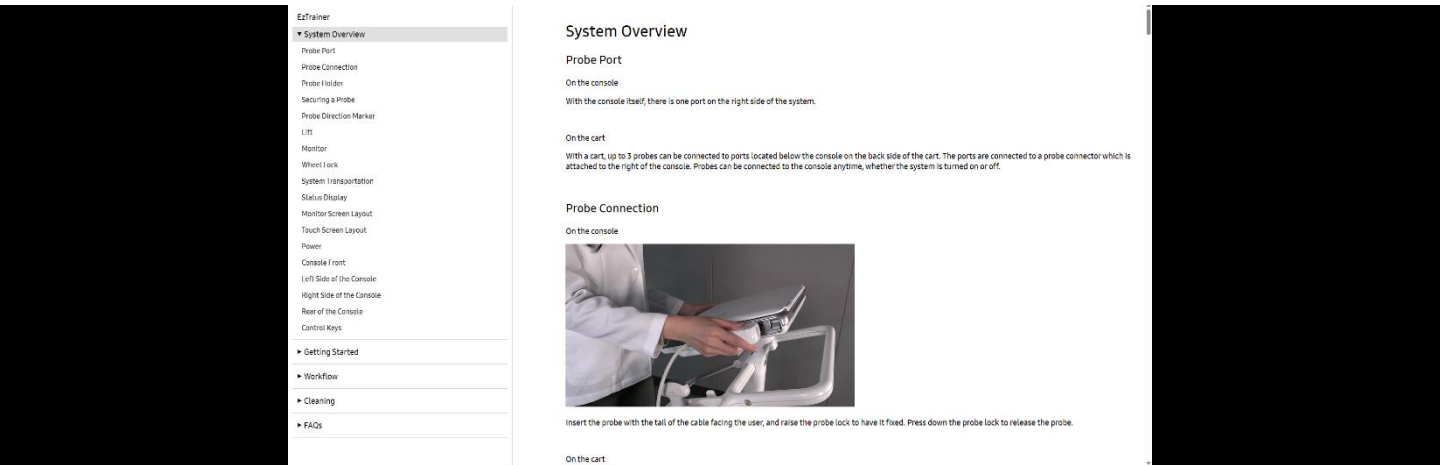 EzTrainer
▼ System Overview
Probe Port
Probe Connection
Probe Holder
Securing a Probe
Probe Direction Marker
Lift
Monitor
Wheel Lock
System Transportation
Status Display
Monitor Screen Layout
Touch Screen Layout
Power
Console Front
Left Side of the Console
Right Side of the Console
Rear of the Console
Control Keys
► Getting Started
► Workflow
► Cleaning
► FAQs
System Overview
Probe Port
On the console
With the console itself, there is one port on the right side of the system.
On the cart
With a cart, up to 3 probes can be connected to ports located below the console on the back side of the cart. The ports are connected to a probe connector which is
attached to the right of the console. Probes can be connected to the console anytime, whether the system is turned on or off.
Probe Connection
On the console
Insert the probe with the tail of the cable facing the user, and raise the probe lock to have it fixed. Press down the probe lock to release the probe.
On the cart